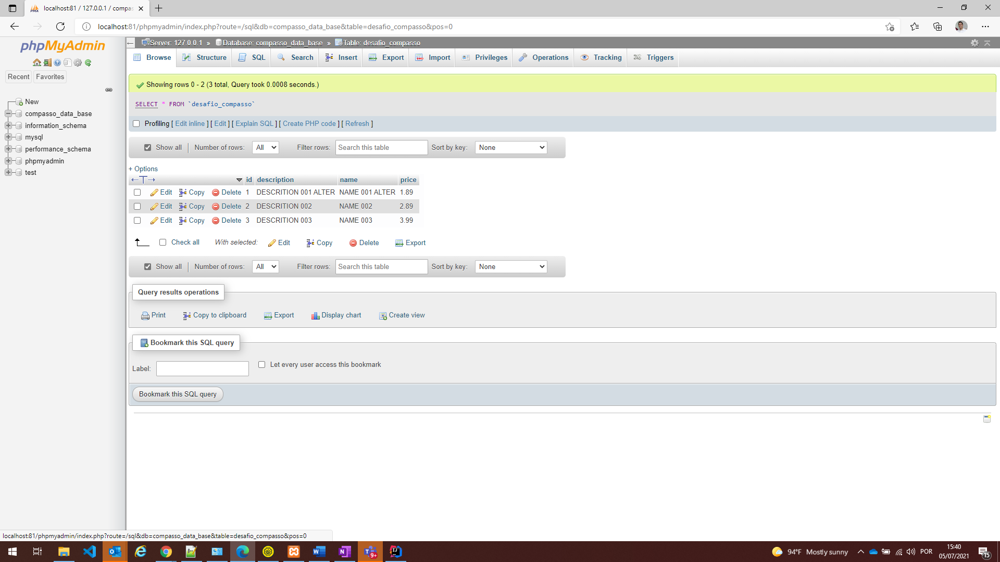 localhost:81 / 127.0.0.1 / compas
localhost:81/phpmyadmin/index.php?route=/sql&db=compasso_data_base&table=desafio_compasso&pos=0
phpMyAdmin
Recent
Favorites
New
compasso_data_base
information_schema
mysql
performance_schema
phpmyadmin
test
Server: 127.0.0.1 » Database: compasso_data_base » Table: desafio_compasso
Browse Structure SQL Search Insert Export Import Privileges Operations Tracking Triggers
Showing rows 0 - 2 (3 total, Query took 0.0008 seconds.)
SELECT * FROM `desafio_compasso`
Profiling [ Edit inline ] [ Edit ] [ Explain SQL ] [ Create PHP code ] [ Refresh ]
Show all Number of rows: All Filter rows: Search this table Sort by key: None
+ Options
←T→ id description name price
Edit Copy Delete 1 DESCRITION 001 ALTER NAME 001 ALTER 1.89
Edit Copy Delete 2 DESCRITION 002 NAME 002 2.89
Edit Copy Delete 3 DESCRITION 003 NAME 003 3.99
Check all With selected: Edit Copy Delete Export
Show all Number of rows: All Filter rows: Search this table Sort by key: None
Query results operations
Print Copy to clipboard Export Display chart Create view
Bookmark this SQL query
Label: Let every user access this bookmark
Bookmark this SQL query
localhost:81/phpmyadmin/index.php?route=/sql&db=compasso_data_base&table=desafio_compasso&pos=0
94°F Mostly sunny
POR
15:40
05/07/2021
15
9+